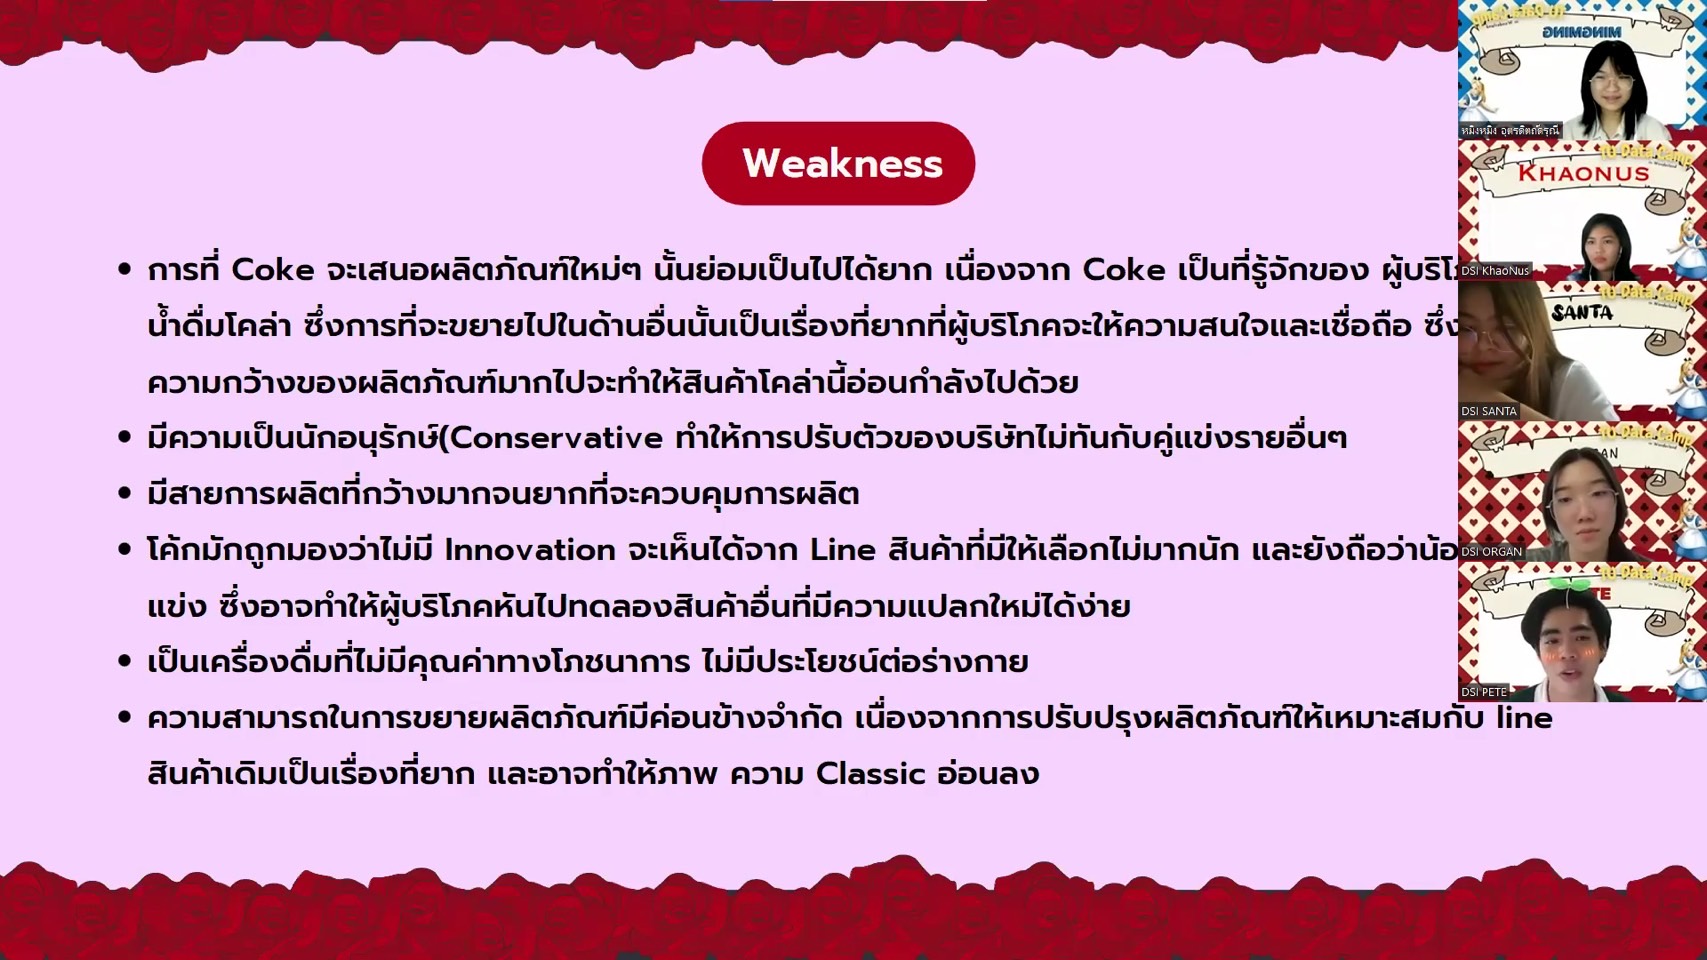 Weakness
• การที่ Coke จะเสนอผลิตภัณฑ์ใหม่ๆ นั้นย่อมเป็นไปได้ยาก เนื่องจาก Coke เป็นที่รู้จักของ
น้ำดื่มโคล่า ซึ่งการที่จะขยายไปในด้านอื่นนั้นเป็นเรื่องที่ยากที่ผู้บริโภคจะให้ความสนใจและเชื่อถือ ซึ่ง
ความกว้างของผลิตภัณฑ์มากไปจะทำให้สินค้าโคล่านี้อ่อนกำลังไปด้วย
• มีความเป็นนักอนุรักษ์(Conservative ทำให้การปรับตัวของบริษัทไม่ทันกับคู่แข่งรายอื่นๆ
• มีสายการผลิตที่กว้างมากจนยากที่จะควบคุมการผลิต
• โค้กมักถูกมองว่าไม่มี Innovation จะเห็นได้จาก Line สินค้าที่มีให้เลือกไม่มากนัก และยังถือว่า
แข่ง ซึ่งอาจทำให้ผู้บริโภคหันไปทดลองสินค้าอื่นที่มีความแปลกใหม่ได้ง่าย
• เป็นเครื่องดื่มที่ไม่มีคุณค่าทางโภชนาการ ไม่มีประโยชน์ต่อร่างกาย
• ความสามารถในการขยายผลิตภัณฑ์มีค่อนข้างจำกัด เนื่องจากการปรับปรุงผลิตภัณฑ์ให้เหมาะสมกับ line
สินค้าเดิมเป็นเรื่องที่ยาก และอาจทำให้ภาพ ความ Classic อ่อนลง
MINGMING
หมิงหมิง อุตรดิตถ์ดรุณี
TU Data Camp
KHAONUS
DSI KhaoNus
TU Data Camp
SANTA
DSI SANTA
TU Data Camp
DSI ORGAN
TU Data Camp
DSI PETE